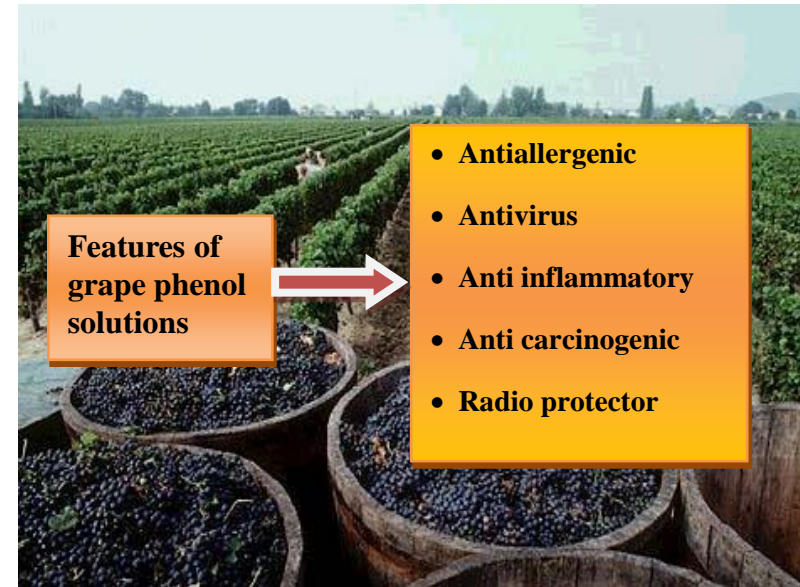 Features of
grape phenol
solutions
• Antiallergenic
• Antivirus
• Anti inflammatory
• Anti carcinogenic
• Radio protector